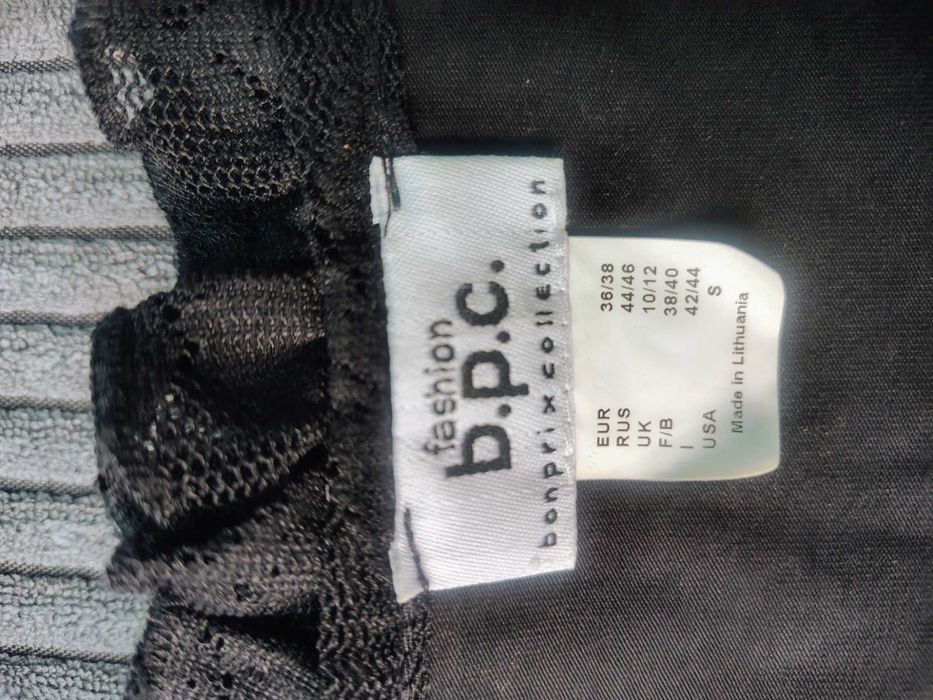 fashion
b.p.c.
bonprix collection
EUR 36/38
RUS 44/46
UK 10/12
F/B 38/40
I 42/44
USA S
Made in Lithuania